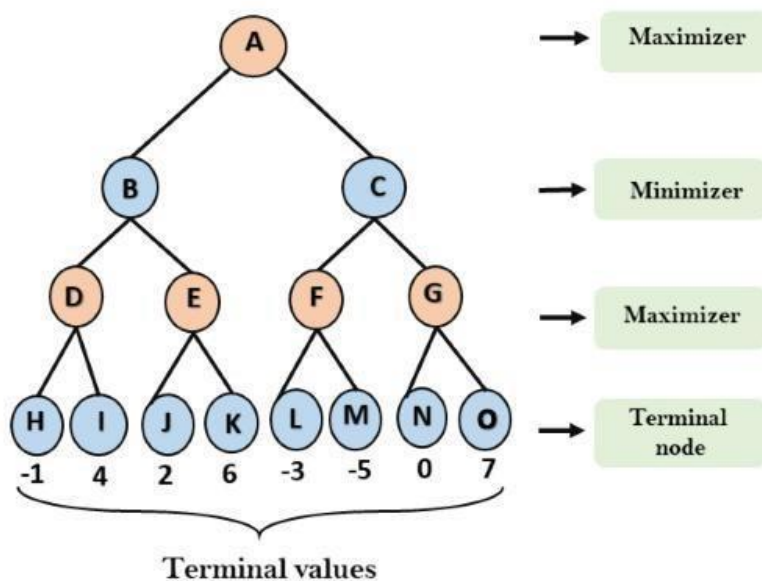 A
Maximizer
B
C
Minimizer
D
E
F
G
Maximizer
H
I
J
K
L
M
N
O
Terminal
node
-1
4
2
6
-3
-5
0
7
Terminal values